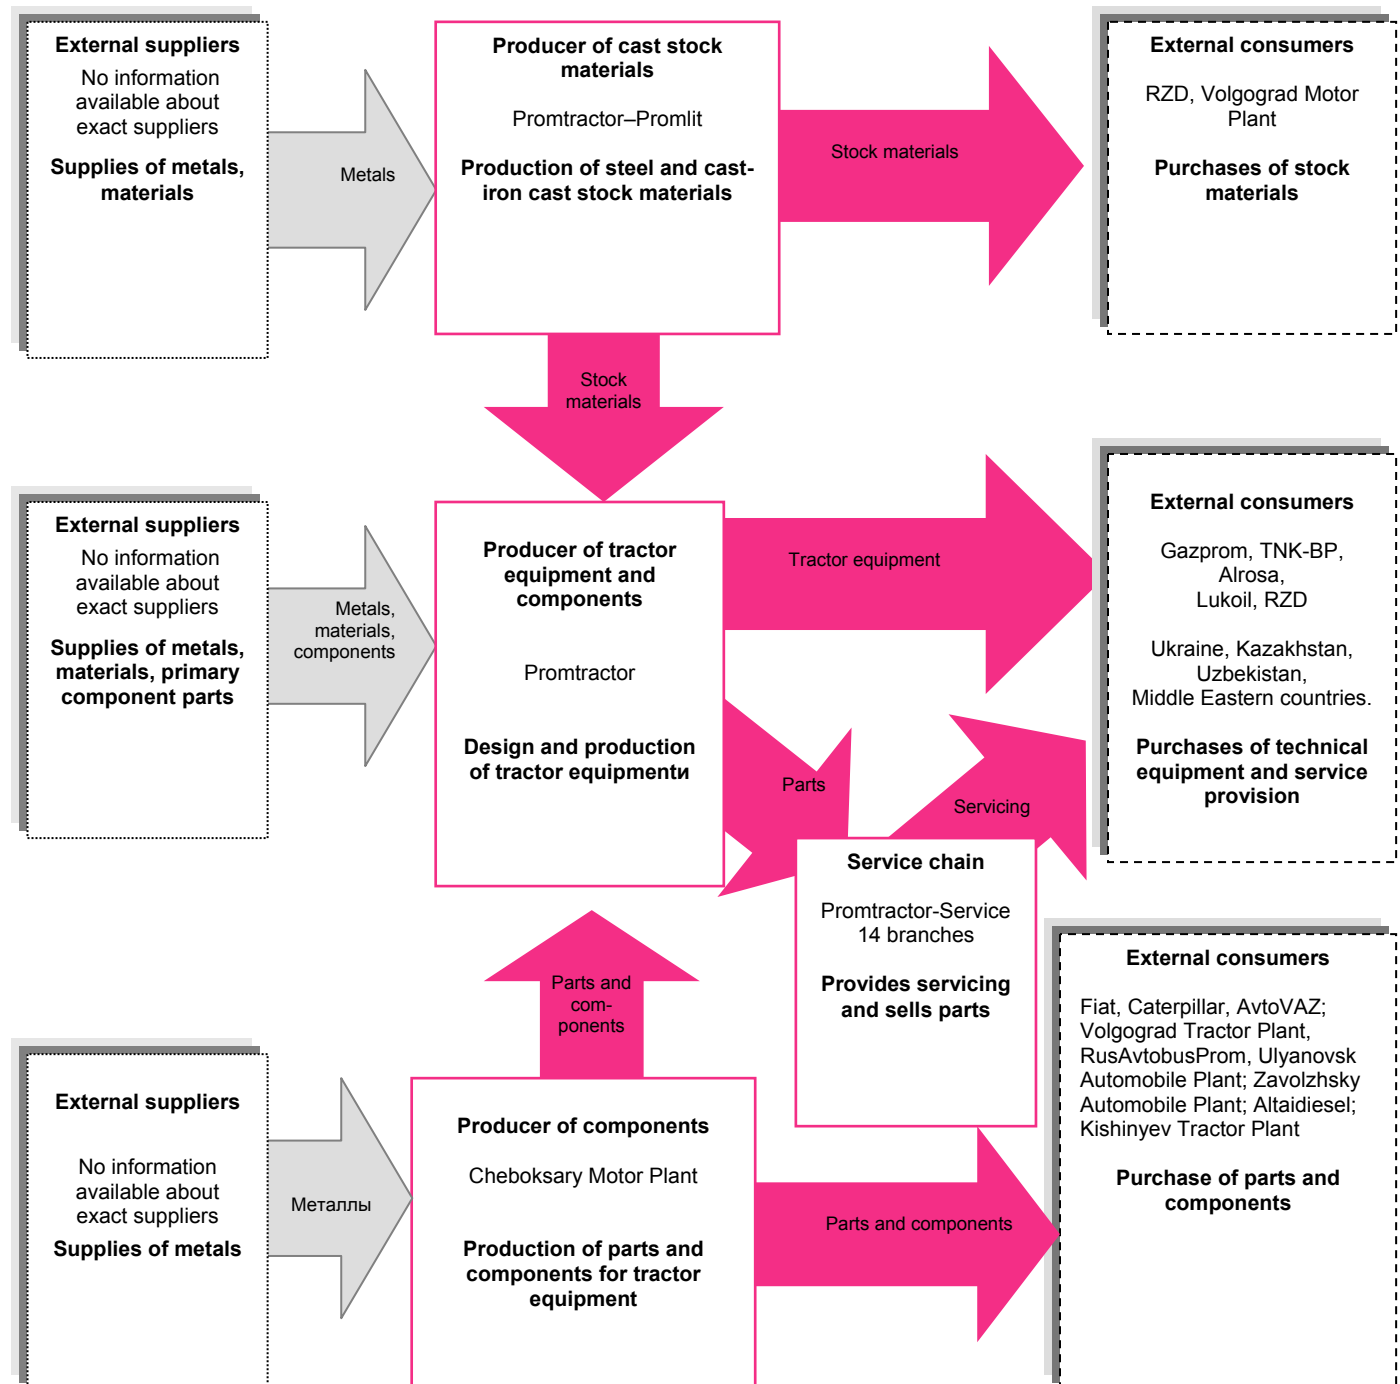 External suppliers
No information
available about
exact suppliers
Supplies of metals,
materials
Metals
Producer of cast stock
materials
Promtractor–Promlit
Production of steel and cast-
iron cast stock materials
Stock materials
External consumers
RZD, Volgograd Motor
Plant
Purchases of stock
materials
Stock
materials
External suppliers
No information
available about
exact suppliers
Supplies of metals,
materials, primary
component parts
Metals,
materials,
components
Producer of tractor
equipment and
components
Promtractor
Design and production
of tractor equipmentи
Tractor equipment
Parts
Servicing
External consumers
Gazprom, TNK-BP,
Alrosa,
Lukoil, RZD
Ukraine, Kazakhstan,
Uzbekistan,
Middle Eastern countries.
Purchases of technical
equipment and service
provision
Service chain
Promtractor-Service
14 branches
Provides servicing
and sells parts
Parts and
com-
ponents
External suppliers
No information
available about
exact suppliers
Supplies of metals
Металлы
Producer of components
Cheboksary Motor Plant
Production of parts and
components for tractor
equipment
Parts and components
External consumers
Fiat, Caterpillar, AvtoVAZ;
Volgograd Tractor Plant,
RusAvtobusProm, Ulyanovsk
Automobile Plant; Zavolzhsky
Automobile Plant; Altaidiesel;
Kishinyev Tractor Plant
Purchase of parts and
components